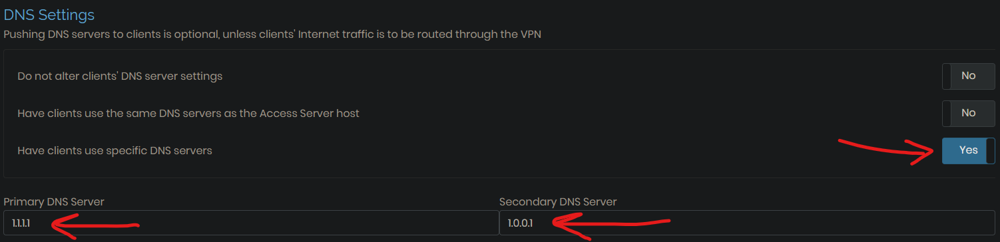 DNS Settings
Pushing DNS servers to clients is optional, unless clients' Internet traffic is to be routed through the VPN
Do not alter clients' DNS server settings
No
Have clients use the same DNS servers as the Access Server host
No
Have clients use specific DNS servers
Yes
Primary DNS Server
Secondary DNS Server
1.1.1.1
1.0.0.1